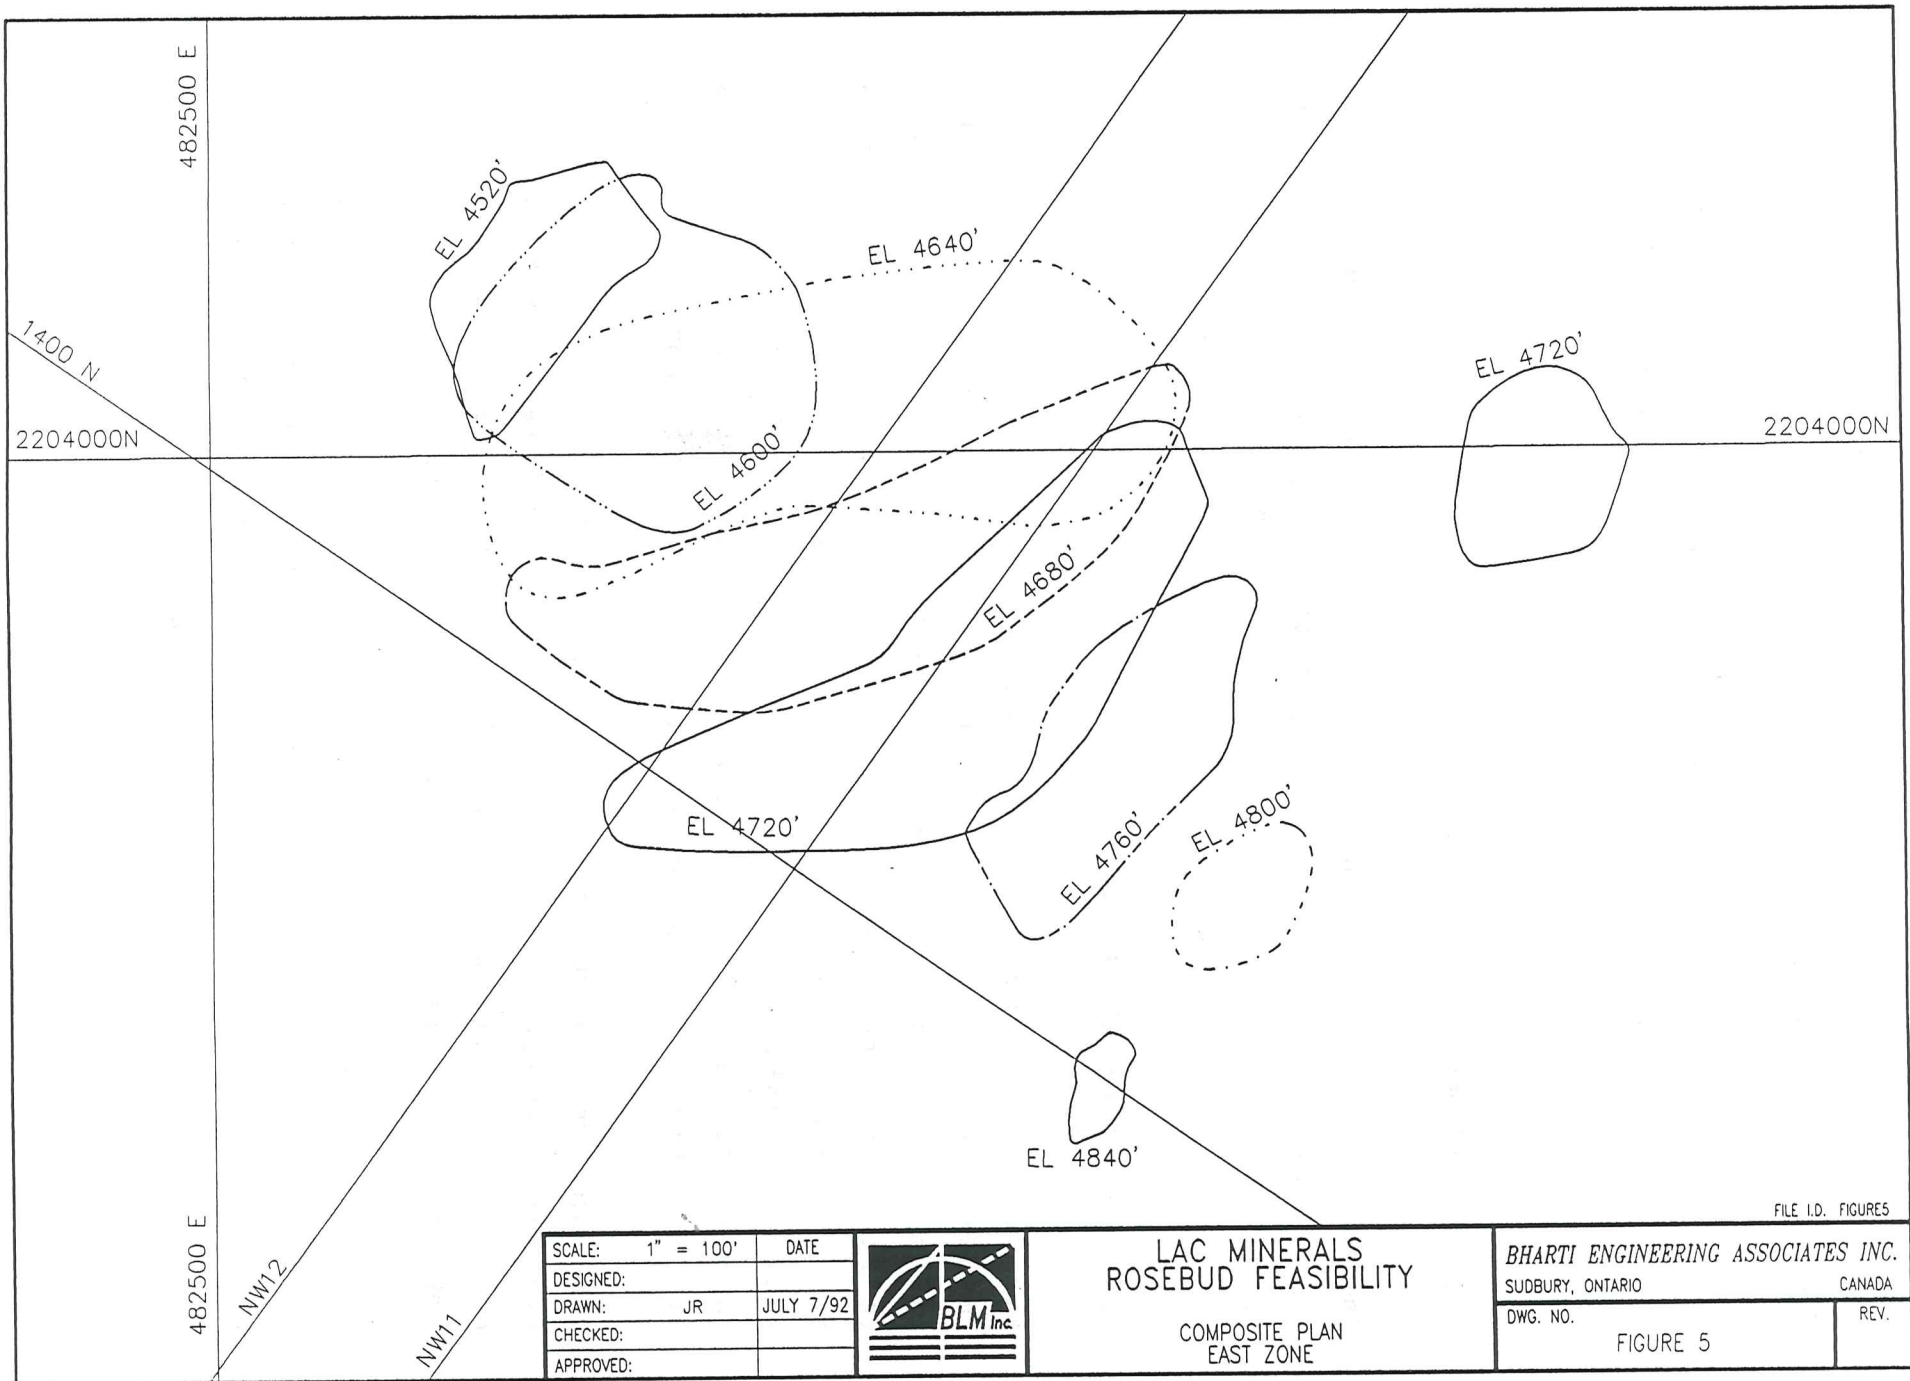 482500 E
EL 4520'
EL 4640'
1400 N
EL 4720'
2204000N
2204000N
EL 4600'
EL 4680'
EL 4720'
EL 4760'
EL 4800'
EL 4840'
482500 E
NW12
NW11
FILE I.D. FIGURE5
SCALE: 1" = 100' DATE
DESIGNED:
DRAWN: JR JULY 7/92
CHECKED:
APPROVED:
BLM Inc.
LAC MINERALS
ROSEBUD FEASIBILITY
COMPOSITE PLAN
EAST ZONE
BHARTI ENGINEERING ASSOCIATES INC.
SUDBURY, ONTARIO CANADA
DWG. NO. REV.
FIGURE 5